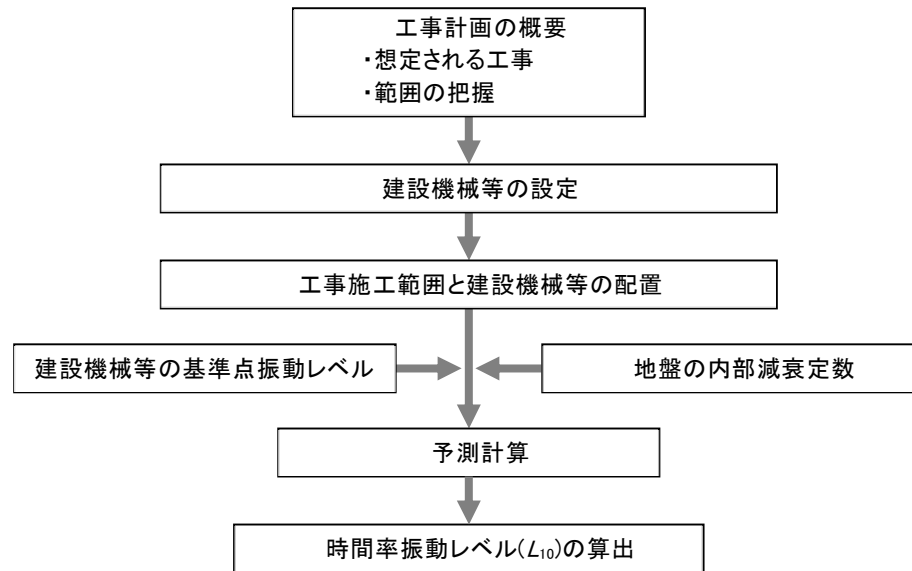 工事計画の概要
・想定される工事
・範囲の把握
建設機械等の設定
工事施工範囲と建設機械等の配置
建設機械等の基準点振動レベル
地盤の内部減衰定数
予測計算
時間率振動レベル(L10)の算出